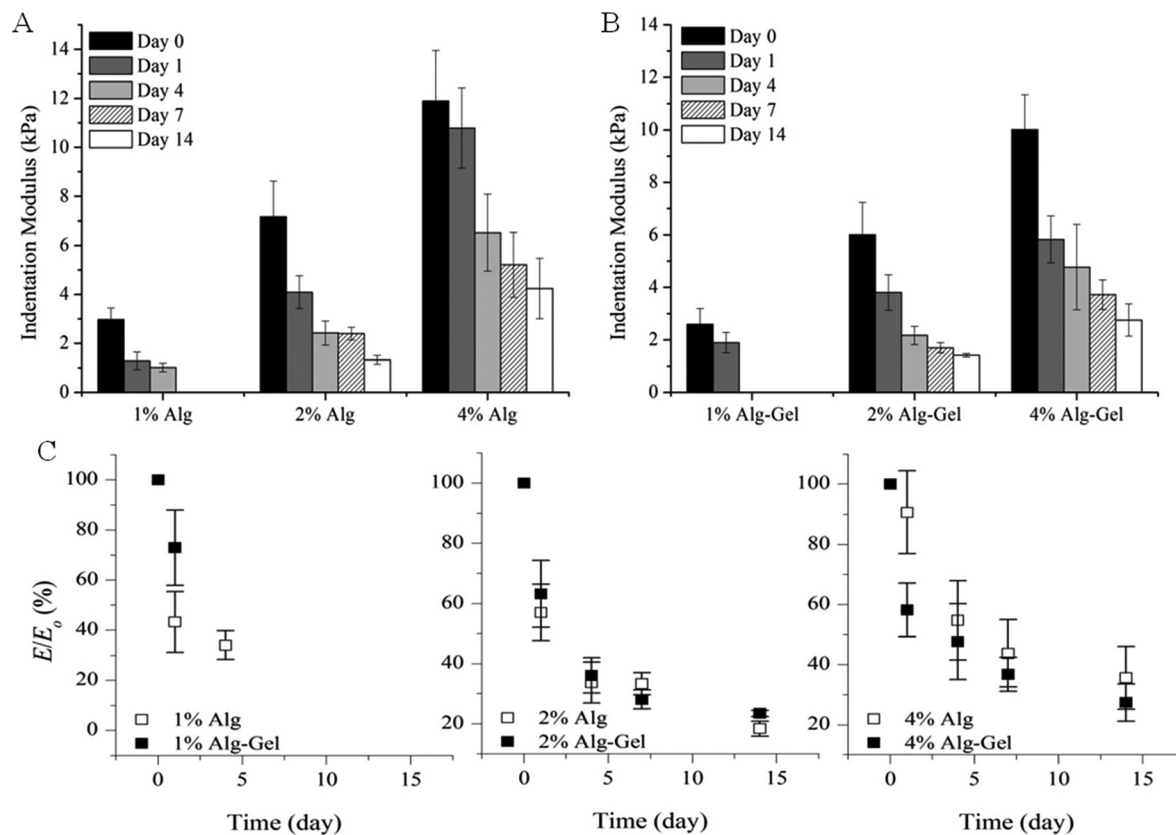 A
14
12
10
8
6
4
2
0
Indentation Modulus (kPa)
Day 0
Day 1
Day 4
Day 7
Day 14
1% Alg
2% Alg
4% Alg
B
14
12
10
8
6
4
2
0
Indentation Modulus (kPa)
Day 0
Day 1
Day 4
Day 7
Day 14
1% Alg-Gel
2% Alg-Gel
4% Alg-Gel
C
100
80
60
40
20
0
E/Eo (%)
1% Alg
1% Alg-Gel
0 5 10 15
Time (day)
100
80
60
40
20
2% Alg
2% Alg-Gel
0 5 10 15
Time (day)
100
80
60
40
20
4% Alg
4% Alg-Gel
0 5 10 15
Time (day)